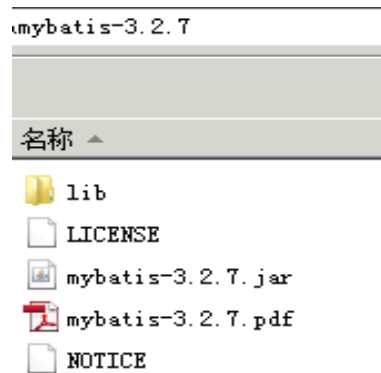 \mybatis-3.2.7
名称
lib
LICENSE
mybatis-3.2.7.jar
mybatis-3.2.7.pdf
NOTICE